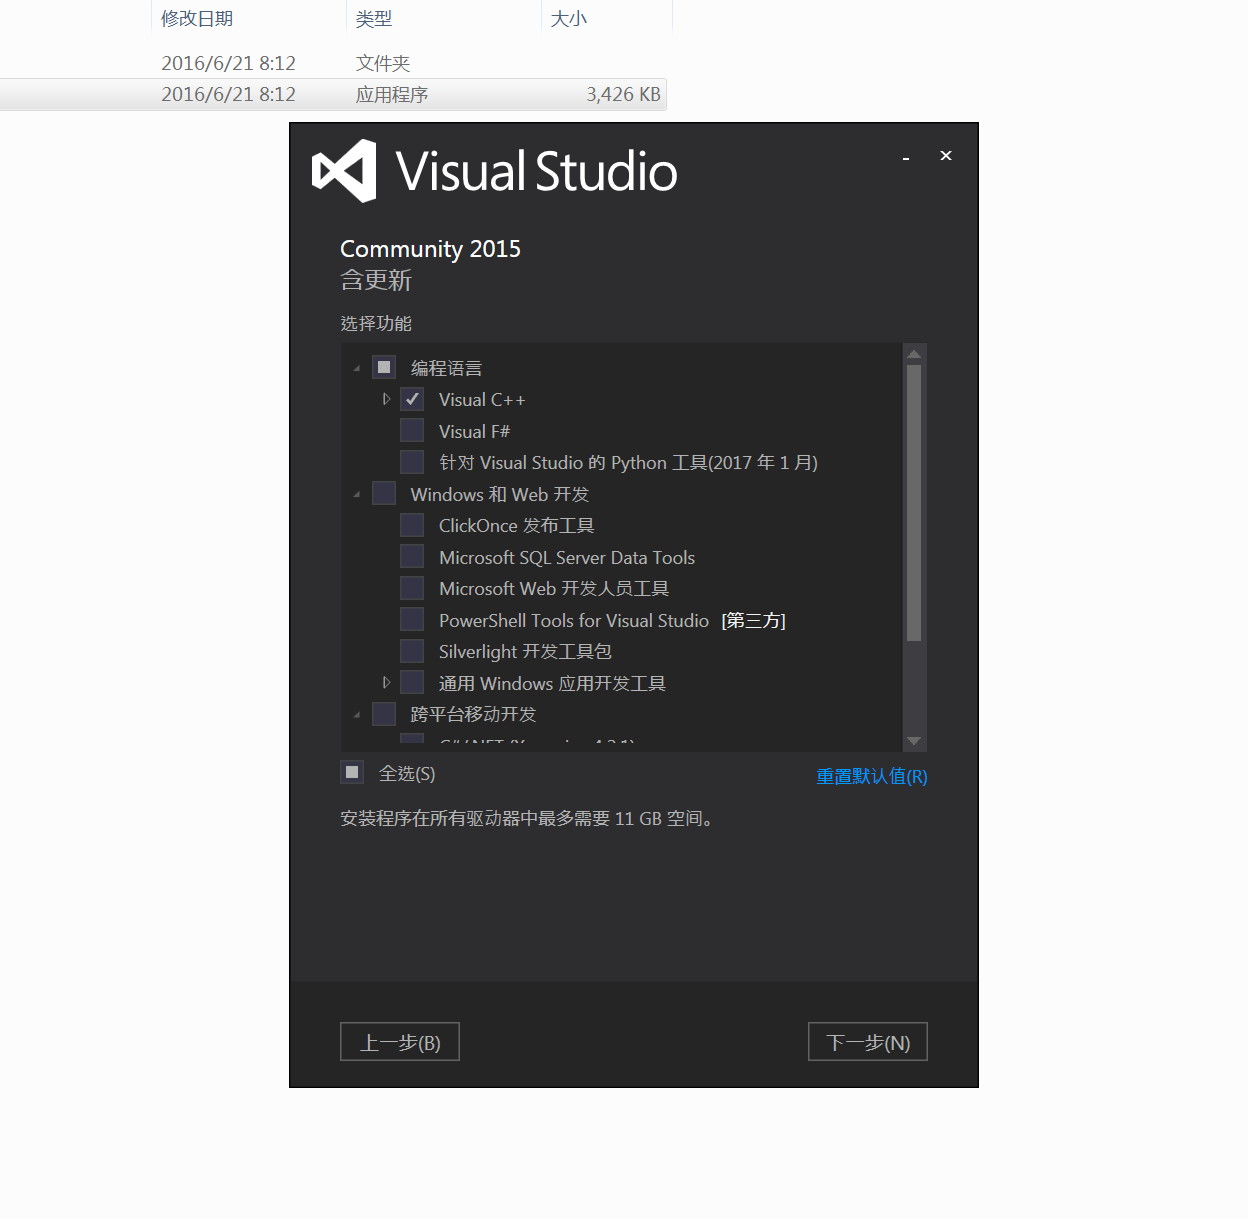 修改日期 类型 大小
2016/6/21 8:12 文件夹
2016/6/21 8:12 应用程序 3,426 KB
Visual Studio
Community 2015
含更新
选择功能
编程语言
Visual C++
Visual F#
针对 Visual Studio 的 Python 工具(2017 年 1 月)
Windows 和 Web 开发
ClickOnce 发布工具
Microsoft SQL Server Data Tools
Microsoft Web 开发人员工具
PowerShell Tools for Visual Studio [第三方]
Silverlight 开发工具包
通用 Windows 应用开发工具
跨平台移动开发
全选(S)
重置默认值(R)
安装程序在所有驱动器中最多需要 11 GB 空间。
上一步(B)
下一步(N)